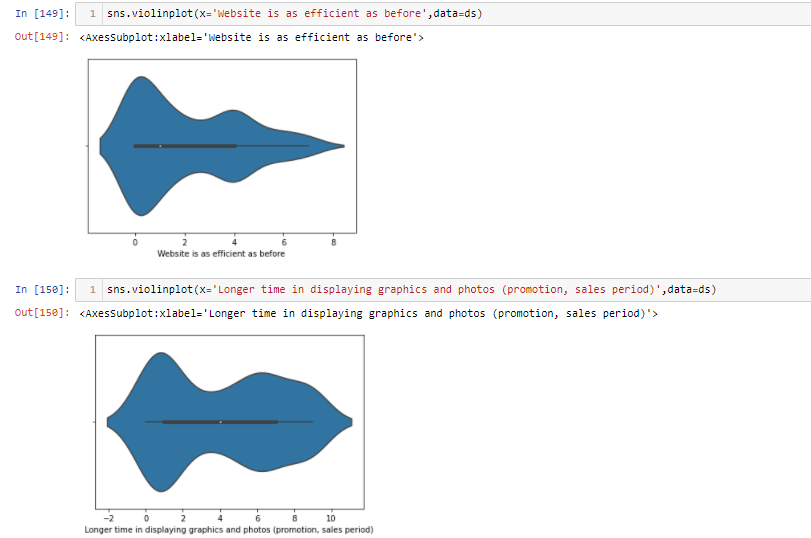 In [149]: 1 sns.violinplot(x='Website is as efficient as before',data=ds)
Out[149]: <AxesSubplot:xlabel='Website is as efficient as before'>
0 2 4 6 8
Website is as efficient as before
In [150]: 1 sns.violinplot(x='Longer time in displaying graphics and photos (promotion, sales period)',data=ds)
Out[150]: <AxesSubplot:xlabel='Longer time in displaying graphics and photos (promotion, sales period)'>
−2 0 2 4 6 8 10
Longer time in displaying graphics and photos (promotion, sales period)